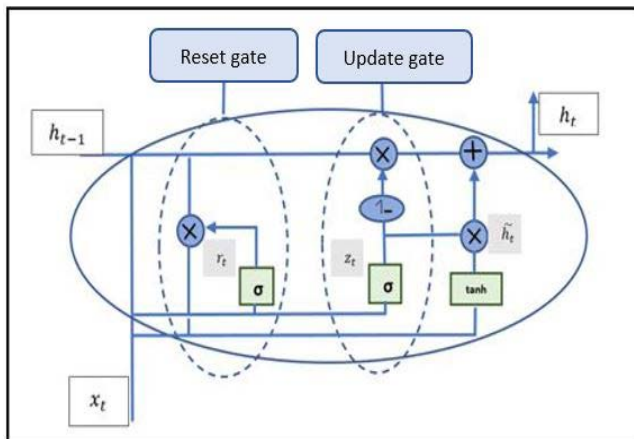 Reset gate
Update gate
h_{t−1}
h_t
×
+
1-
×
×
r_t
z_t
h̃_t
σ
σ
tanh
x_t